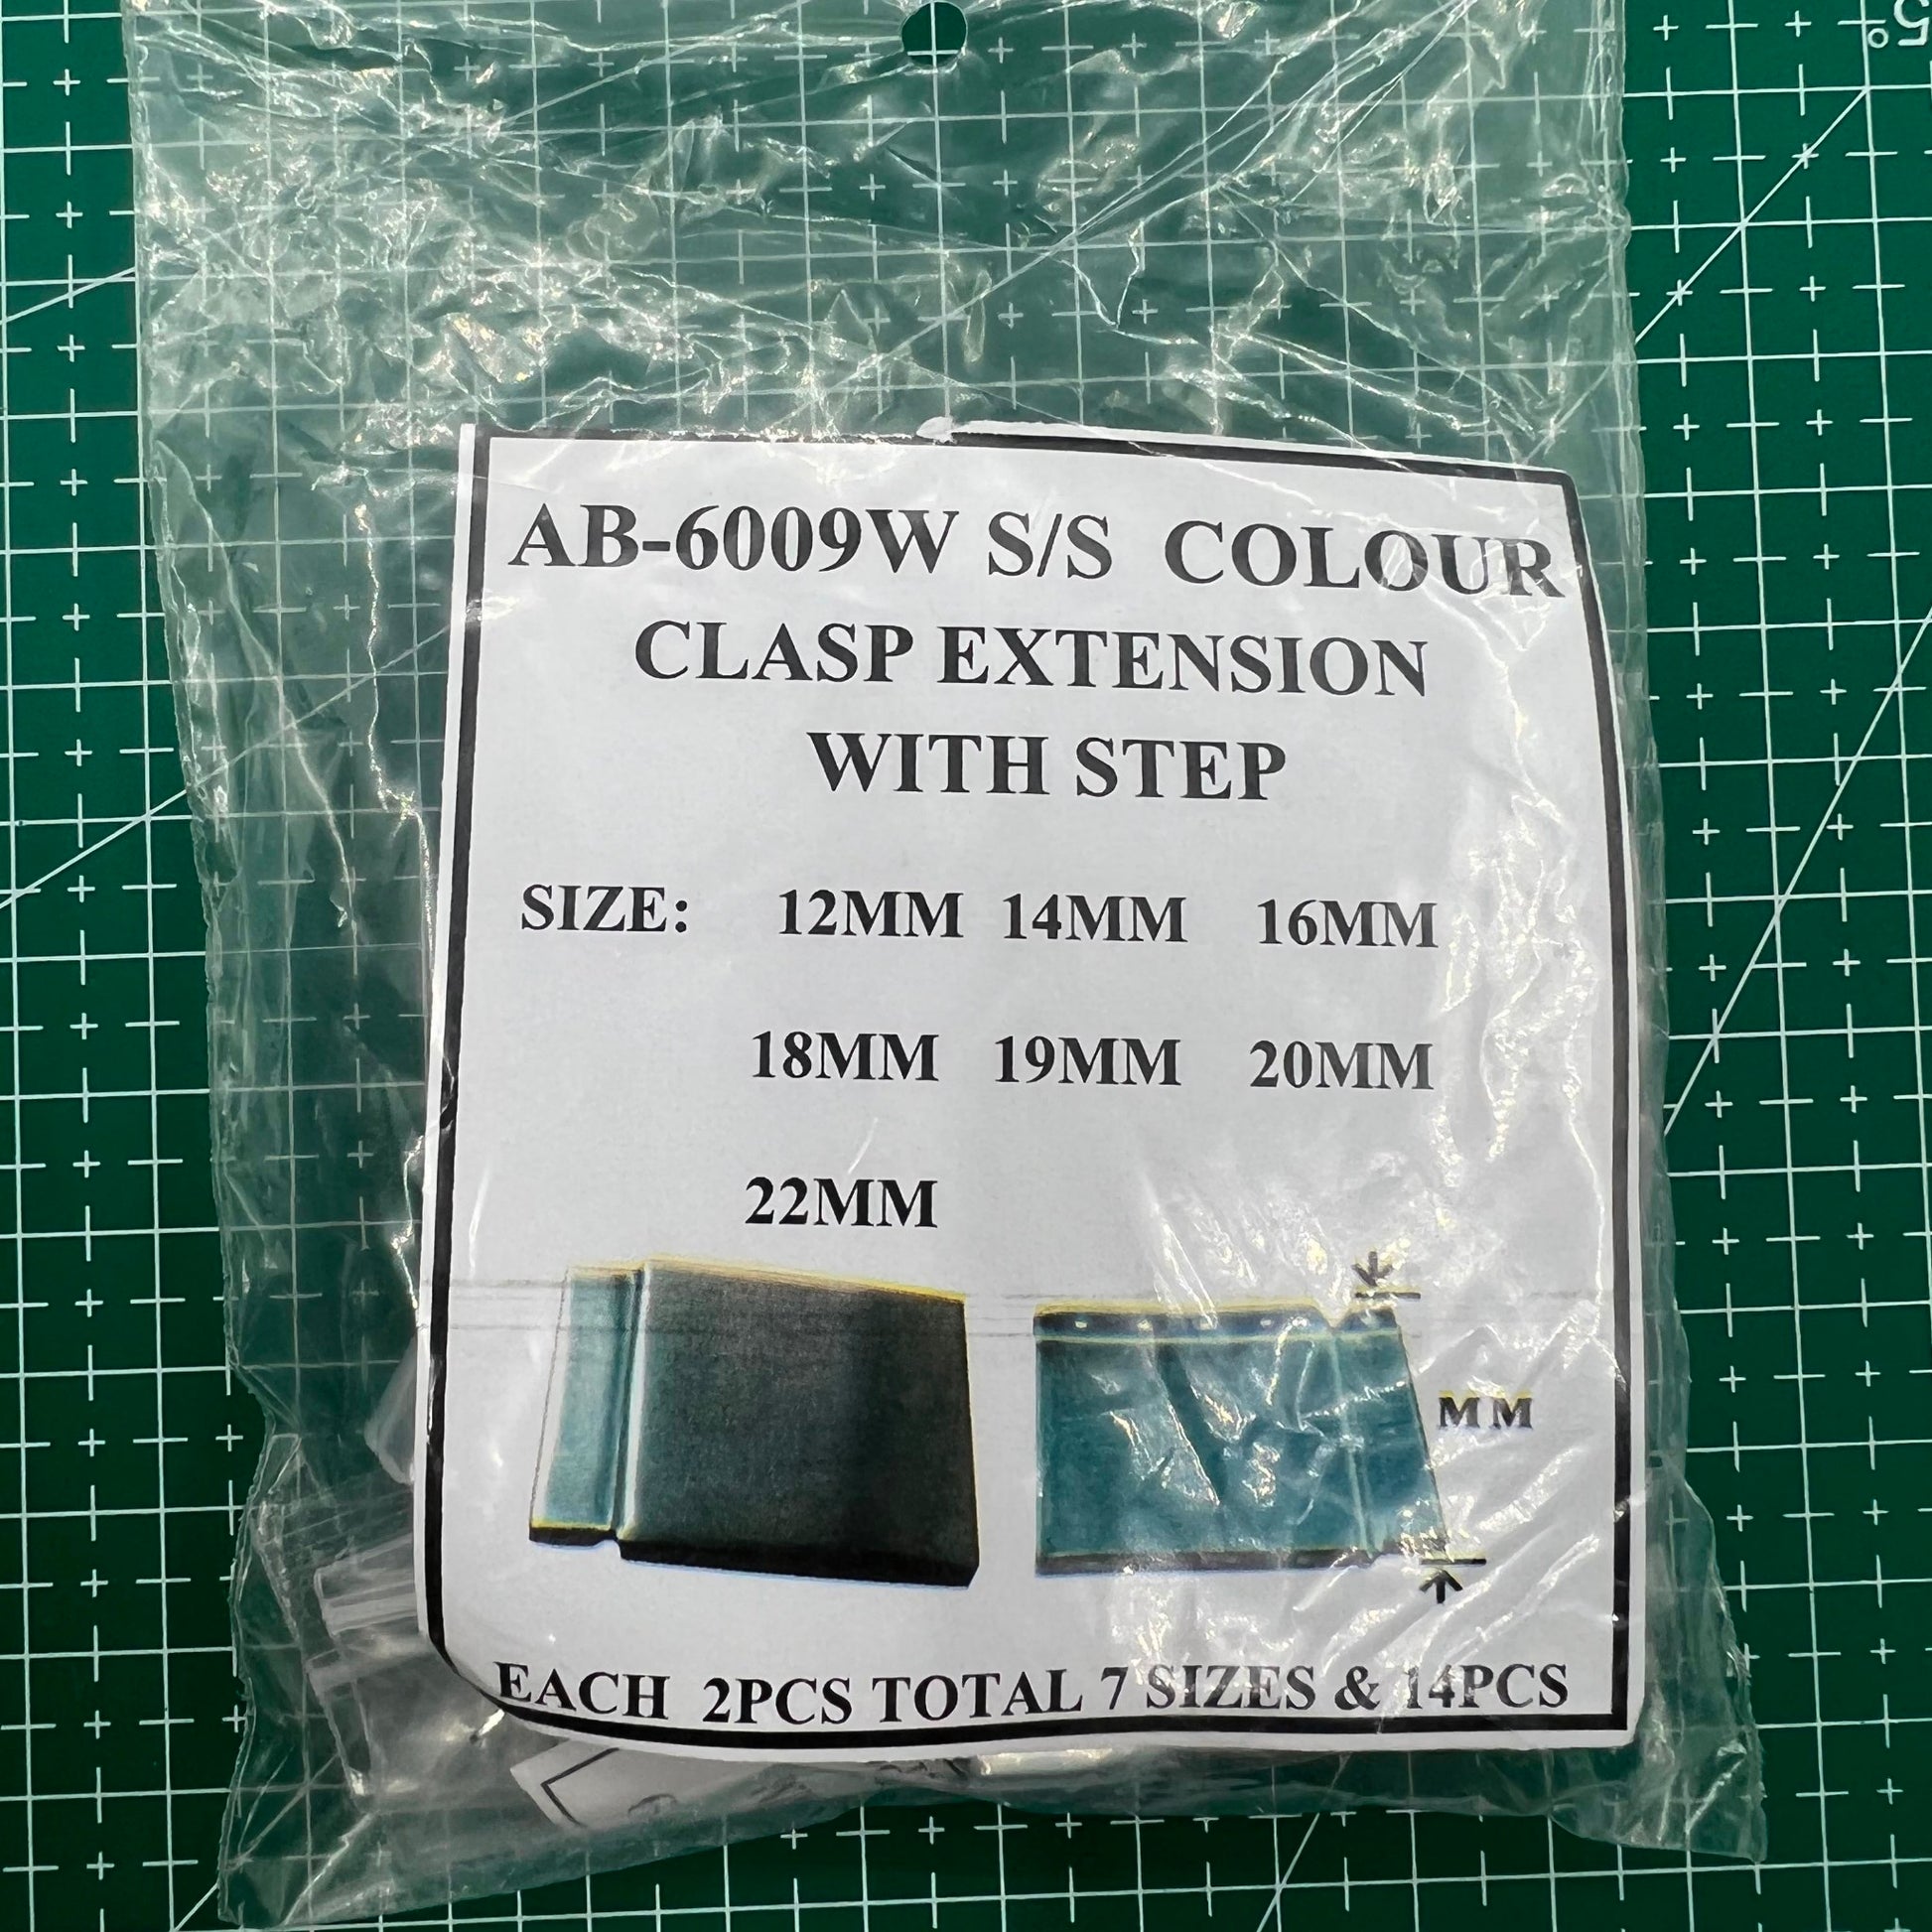 5°
AB-6009W S/S COLOUR
CLASP EXTENSION
WITH STEP
SIZE: 12MM 14MM 16MM
18MM 19MM 20MM
22MM
MM
EACH 2PCS TOTAL 7 SIZES & 14PCS